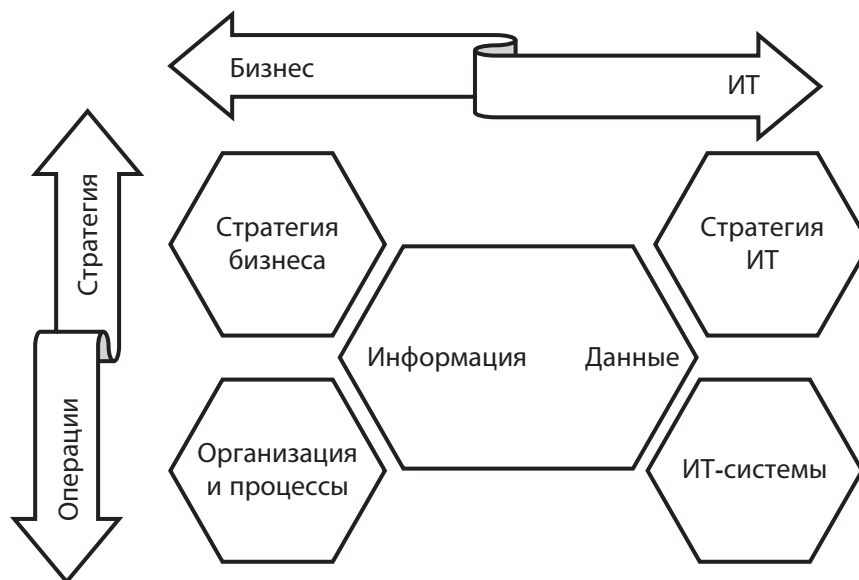 Бизнес
ИТ
Стратегия
Операции
Стратегия
бизнеса
Стратегия
ИТ
Информация
Данные
Организация
и процессы
ИТ-системы